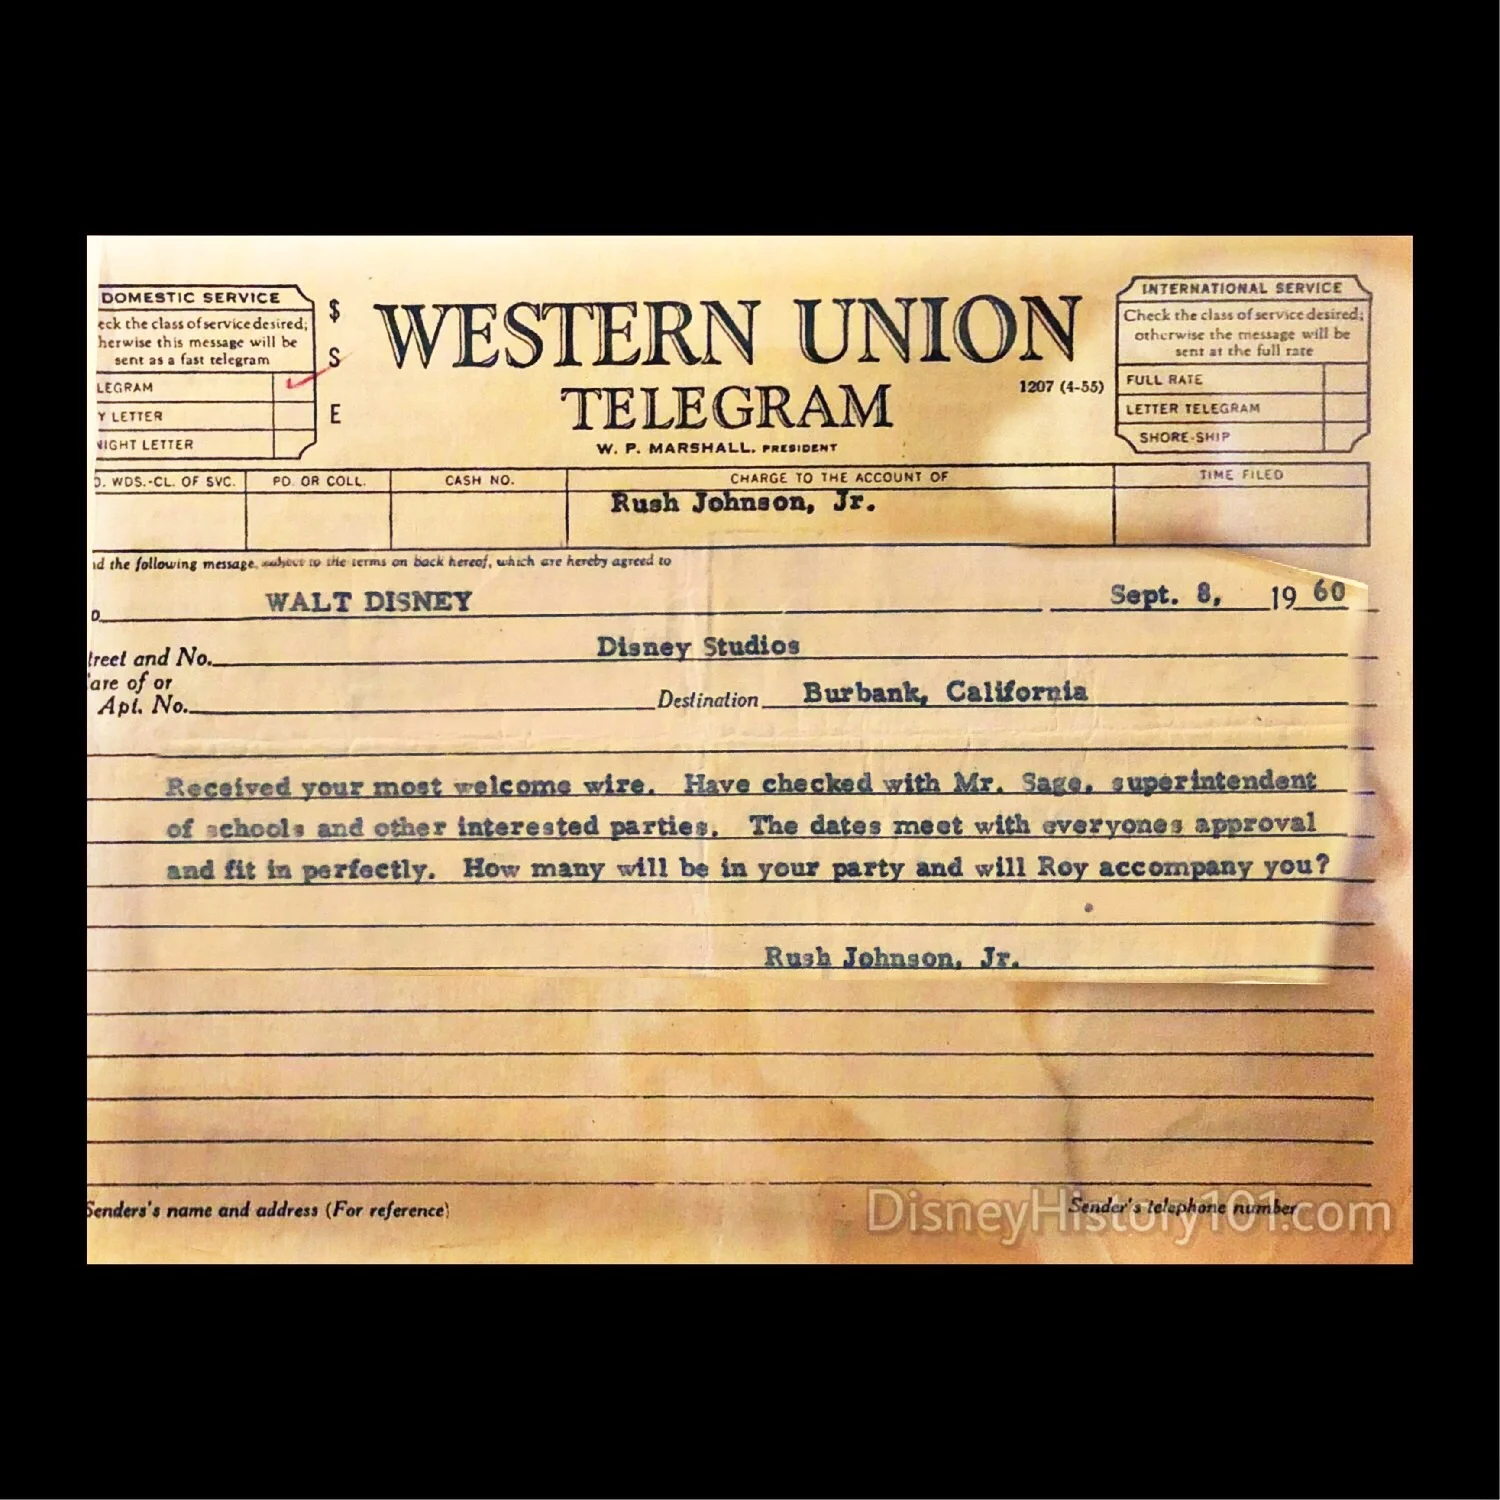 DOMESTIC SERVICE
eck the class of service desired;
herwise this message will be
sent as a fast telegram
LEGRAM
Y LETTER
NIGHT LETTER
$
S
E
WESTERN UNION
TELEGRAM
1207 (4-55)
W. P. MARSHALL, PRESIDENT
INTERNATIONAL SERVICE
Check the class of service desired;
otherwise the message will be
sent at the full rate
FULL RATE
LETTER TELEGRAM
SHORE-SHIP
O. WDS.-CL. OF SVC. PD. OR COLL. CASH NO. CHARGE TO THE ACCOUNT OF TIME FILED
Rush Johnson, Jr.
nd the following message, subject to the terms on back hereof, which are hereby agreed to
o WALT DISNEY Sept. 8, 19 60
treet and No. Disney Studios
are of or
Apt. No. Destination Burbank, California
Received your most welcome wire. Have checked with Mr. Sage, superintendent
of schools and other interested parties. The dates meet with everyones approval
and fit in perfectly. How many will be in your party and will Roy accompany you?
Rush Johnson, Jr.
Senders's name and address (For reference) Sender's telephone number
DisneyHistory101.com